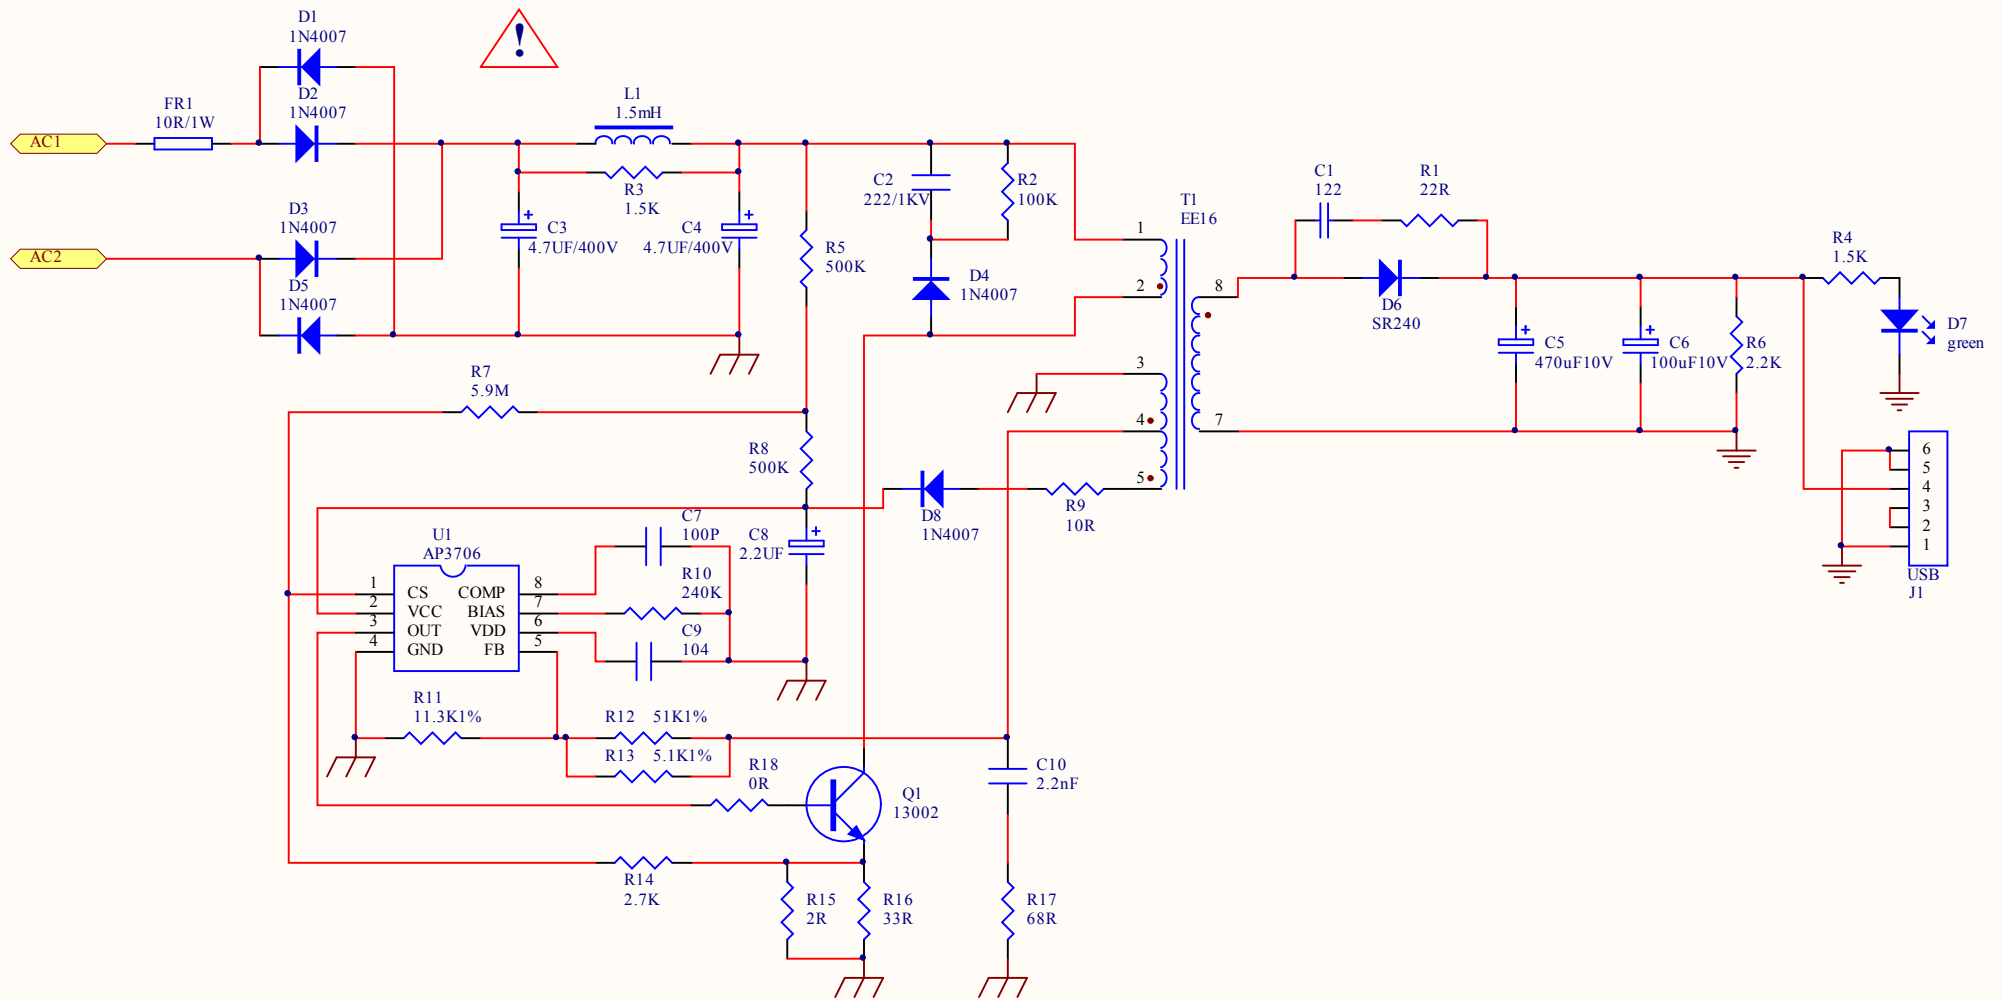 D1
1N4007
!
FR1
10R/1W
D2
1N4007
L1
1.5mH
AC1
R3
1.5K
C2
222/1KV
R2
100K
T1
EE16
C1
122
R1
22R
D3
1N4007
C3
4.7UF/400V
C4
4.7UF/400V
R5
500K
AC2
D5
1N4007
D4
1N4007
1
2
3
4
5
8
7
D6
SR240
R4
1.5K
D7
green
C5
470uF10V
C6
100uF10V
R6
2.2K
R7
5.9M
R8
500K
D8
1N4007
R9
10R
6
5
4
3
2
1
USB
J1
U1
AP3706
C7
100P
C8
2.2UF
R10
240K
C9
104
1 CS COMP 8
2 VCC BIAS 7
3 OUT VDD 6
4 GND FB 5
R11
11.3K1%
R12 51K1%
R13 5.1K1%
R18
0R
Q1
13002
C10
2.2nF
R14
2.7K
R15
2R
R16
33R
R17
68R